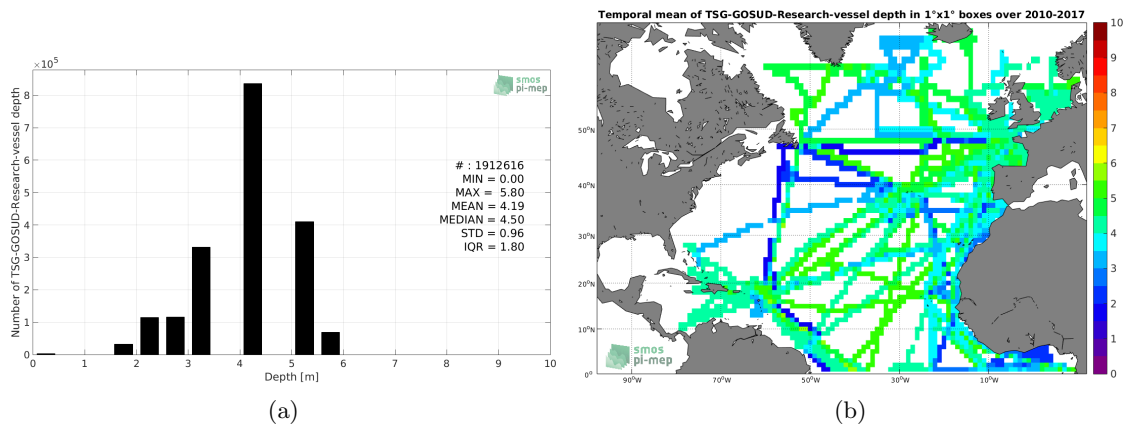 ×10⁵
8
7
6
5
4
3
2
1
0
Number of TSG-GOSUD-Research-vessel depth
smos
pi-mep
# : 1912616
MIN = 0.00
MAX = 5.80
MEAN = 4.19
MEDIAN = 4.50
STD = 0.96
IQR = 1.80
0 1 2 3 4 5 6 7 8 9 10
Depth [m]
(a)
Temporal mean of TSG-GOSUD-Research-vessel depth in 1°x1° boxes over 2010-2017
50°N
40°N
30°N
20°N
10°N
0°
90°W 70°W 50°W 30°W 10°W
smos
pi-mep
10
9
8
7
6
5
4
3
2
1
0
(b)